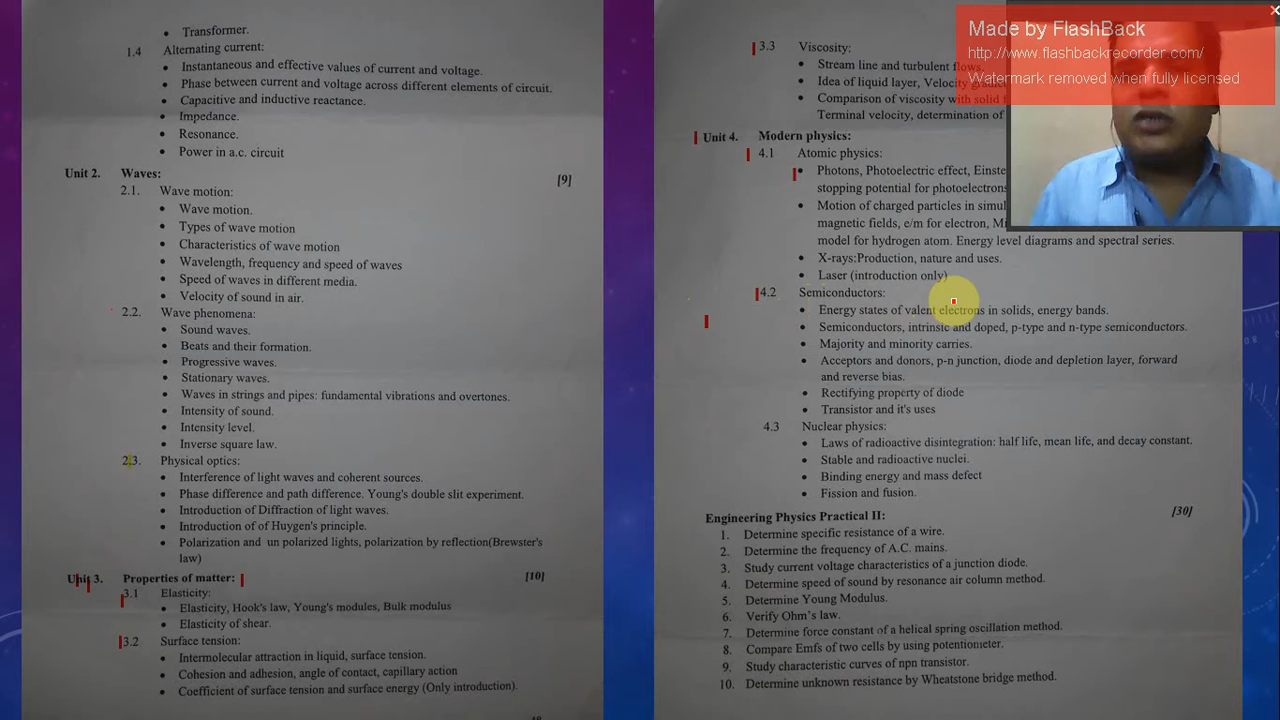 • Transformer.
1.4 Alternating current:
• Instantaneous and effective values of current and voltage.
• Phase between current and voltage across different elements of circuit.
• Capacitive and inductive reactance.
• Impedance.
• Resonance.
• Power in a.c. circuit
Unit 2. Waves: [9]
2.1. Wave motion:
• Wave motion.
• Types of wave motion
• Characteristics of wave motion
• Wavelength, frequency and speed of waves
• Speed of waves in different media.
• Velocity of sound in air.
2.2. Wave phenomena:
• Sound waves.
• Beats and their formation.
• Progressive waves.
• Stationary waves.
• Waves in strings and pipes: fundamental vibrations and overtones.
• Intensity of sound.
• Intensity level.
• Inverse square law.
2.3. Physical optics:
• Interference of light waves and coherent sources.
• Phase difference and path difference. Young's double slit experiment.
• Introduction of Diffraction of light waves.
• Introduction of of Huygen's principle.
• Polarization and un polarized lights, polarization by reflection(Brewster's
law)
Unit 3. Properties of matter: [10]
3.1 Elasticity:
• Elasticity, Hook's law, Young's modules, Bulk modulus
• Elasticity of shear.
3.2 Surface tension:
• Intermolecular attraction in liquid, surface tension.
• Cohesion and adhesion, angle of contact, capillary action
• Coefficient of surface tension and surface energy (Only introduction).
3.3 Viscosity:
• Stream line and turbulent flows.
• Idea of liquid layer, Velocity
• Comparison of viscosity with solid
Terminal velocity, determination of
Unit 4. Modern physics:
4.1 Atomic physics:
• Photons, Photoelectric effect,
stopping potential for photoelectrons
• Motion of charged particles in
magnetic fields, e/m for electron,
model for hydrogen atom. Energy level diagrams and spectral series.
• X-rays:Production, nature and uses.
• Laser (introduction only)
4.2 Semiconductors:
• Energy states of valent electrons in solids, energy bands.
• Semiconductors, intrinsic and doped, p-type and n-type semiconductors.
• Majority and minority carries.
• Acceptors and donors, p-n junction, diode and depletion layer, forward
and reverse bias.
• Rectifying property of diode
• Transistor and it's uses
4.3 Nuclear physics:
• Laws of radioactive disintegration: half life, mean life, and decay constant.
• Stable and radioactive nuclei.
• Binding energy and mass defect
• Fission and fusion.
Engineering Physics Practical II: [30]
1. Determine specific resistance of a wire.
2. Determine the frequency of A.C. mains.
3. Study current voltage characteristics of a junction diode.
4. Determine speed of sound by resonance air column method.
5. Determine Young Modulus.
6. Verify Ohm's law.
7. Determine force constant of a helical spring oscillation method.
8. Compare Emfs of two cells by using potentiometer.
9. Study characteristic curves of npn transistor.
10. Determine unknown resistance by Wheatstone bridge method.
Made by FlashBack
http://www.flashbackrecorder.com/
Watermark removed when fully licensed